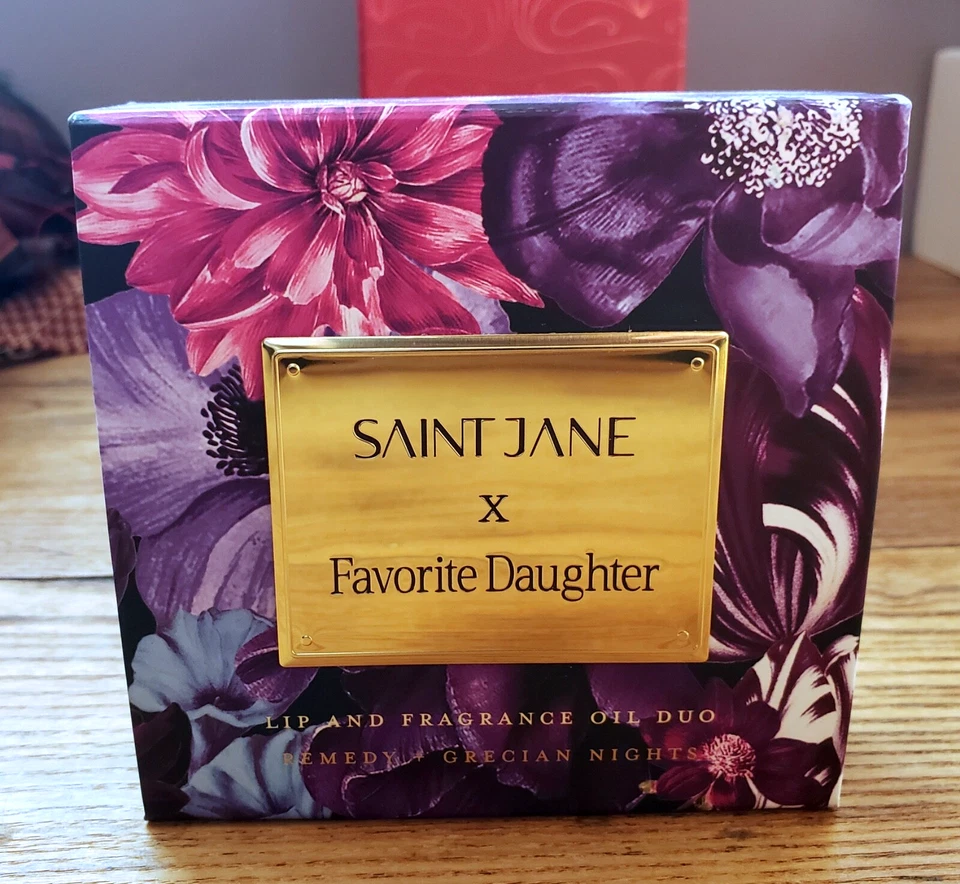 SAINT JANE
x
Favorite Daughter
LIP AND FRAGRANCE OIL DUO
REMEDY + GRECIAN NIGHTS